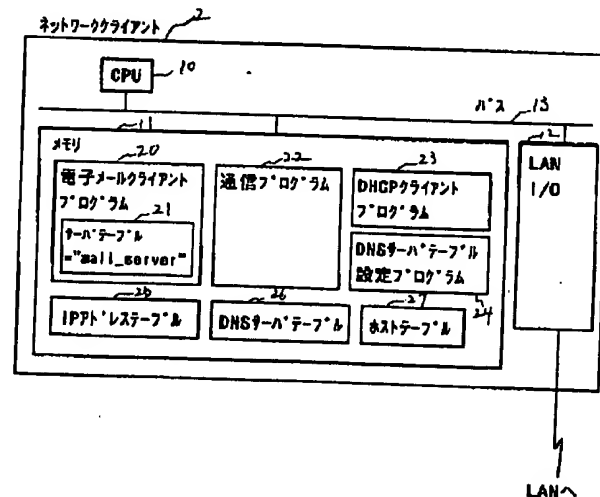 ネットワーククライアント
2
CPU
10
バス
13
11
12
メモリ
LAN
I/O
20
電子メールクライアント
プログラム
21
サーバテーブル
="mail_server"
22
通信プログラム
23
DHCPクライアント
プログラム
DNSサーバテーブル
設定プログラム
24
25
IPアドレステーブル
26
DNSサーバテーブル
27
ホストテーブル
LANへ